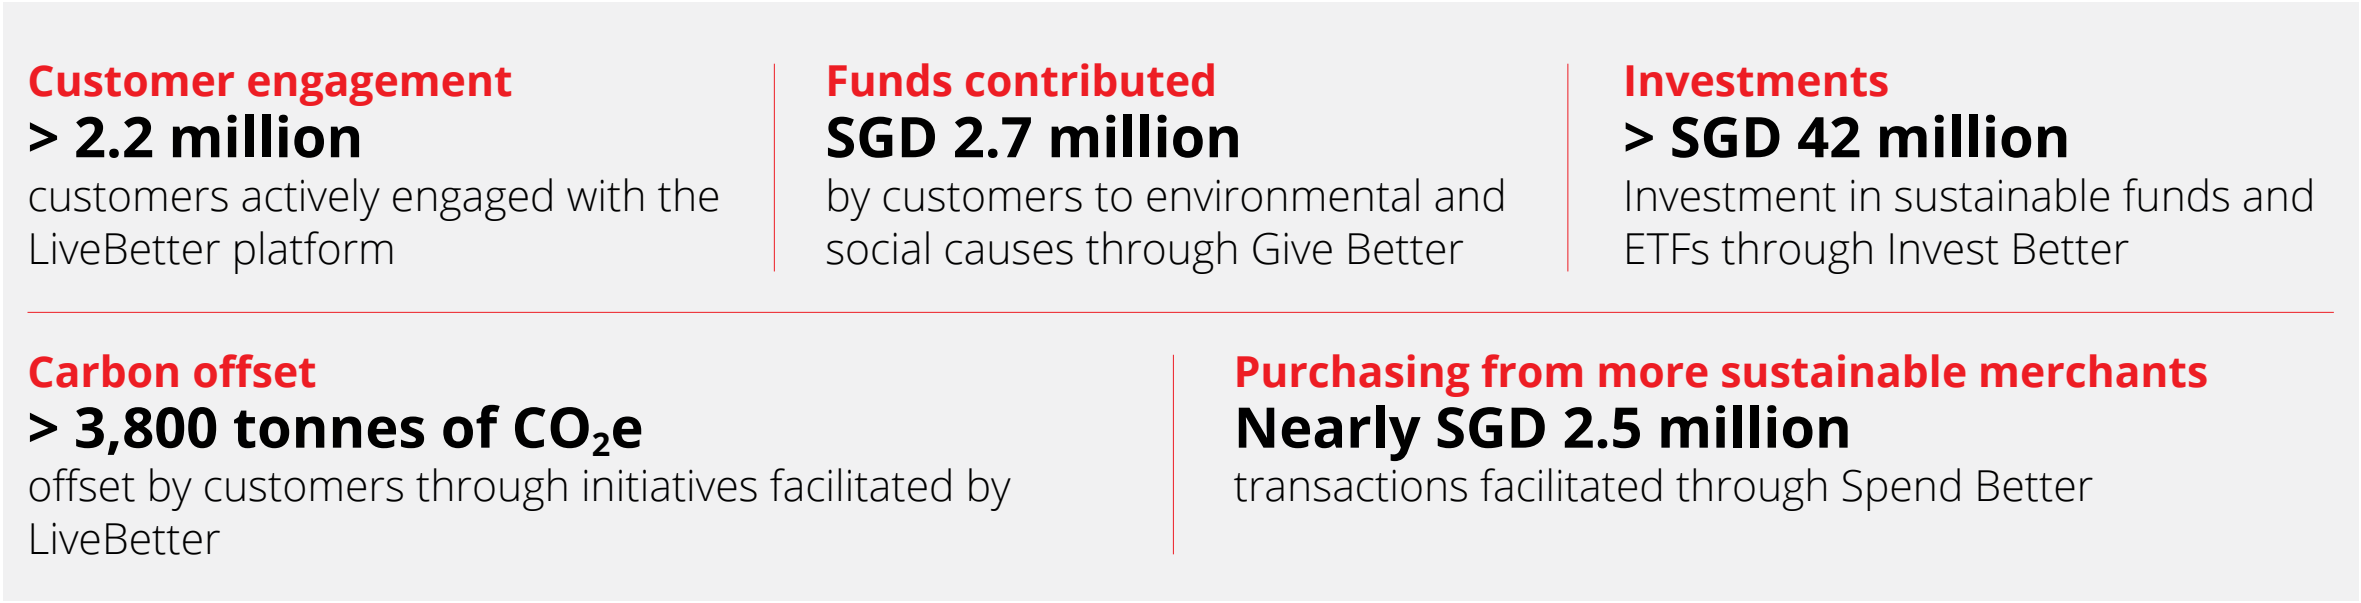 Customer engagement
> 2.2 million
customers actively engaged with the
LiveBetter platform
Funds contributed
SGD 2.7 million
by customers to environmental and
social causes through Give Better
Investments
> SGD 42 million
Investment in sustainable funds and
ETFs through Invest Better
Carbon offset
> 3,800 tonnes of CO₂e
offset by customers through initiatives facilitated by
LiveBetter
Purchasing from more sustainable merchants
Nearly SGD 2.5 million
transactions facilitated through Spend Better